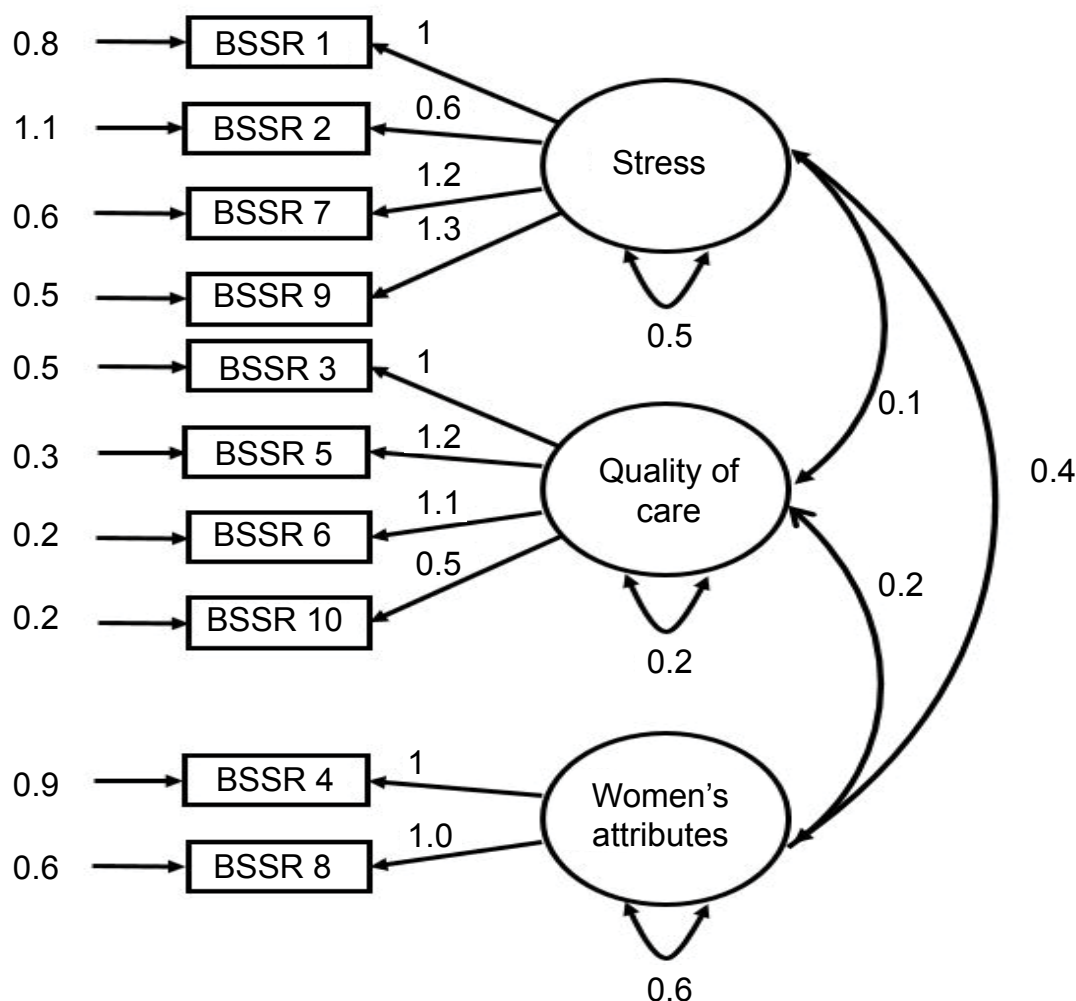 0.8 BSSR 1 1
1.1 BSSR 2 0.6
Stress
0.6 BSSR 7 1.2
0.5 BSSR 9 1.3
0.5
0.5 BSSR 3 1
0.1
0.3 BSSR 5 1.2
Quality of
care
0.4
0.2 BSSR 6 1.1
0.2 BSSR 10 0.5
0.2
0.2
0.9 BSSR 4 1
Women’s
attributes
0.6 BSSR 8 1.0
0.6